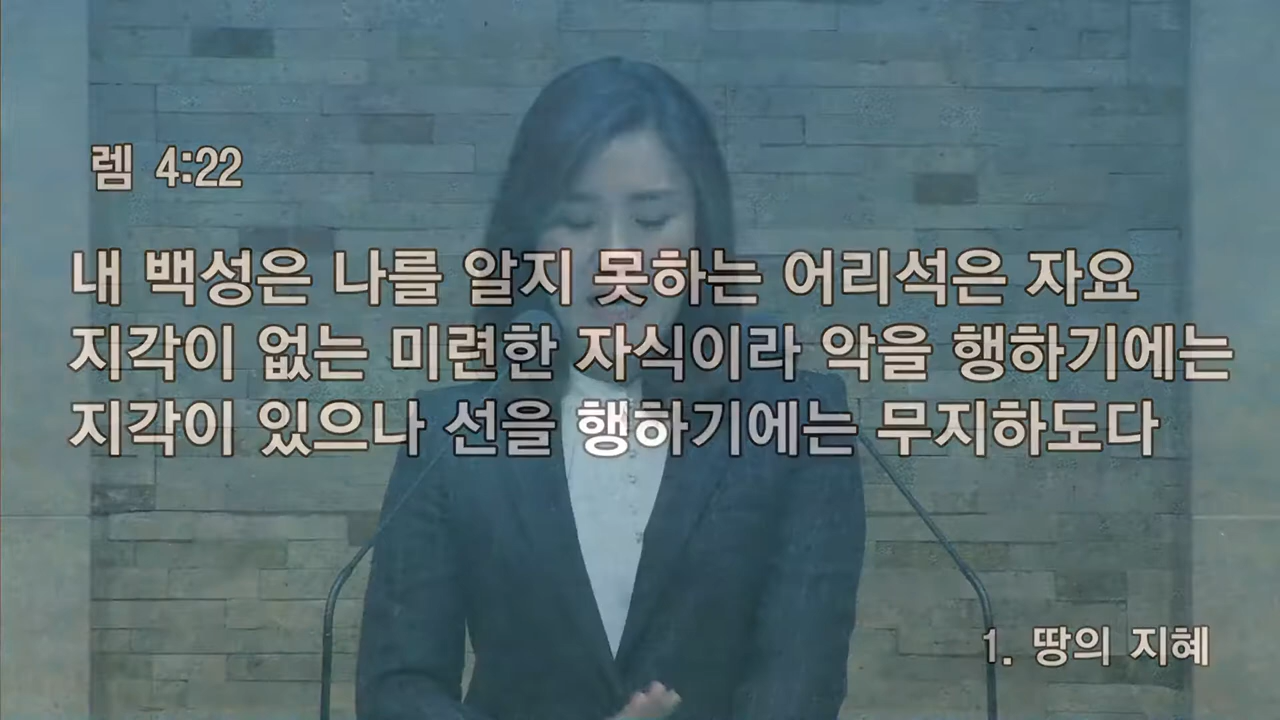 렘 4:22
내 백성은 나를 알지 못하는 어리석은 자요
지각이 없는 미련한 자식이라 악을 행하기에는
지각이 있으나 선을 행하기에는 무지하도다
1. 땅의 지혜